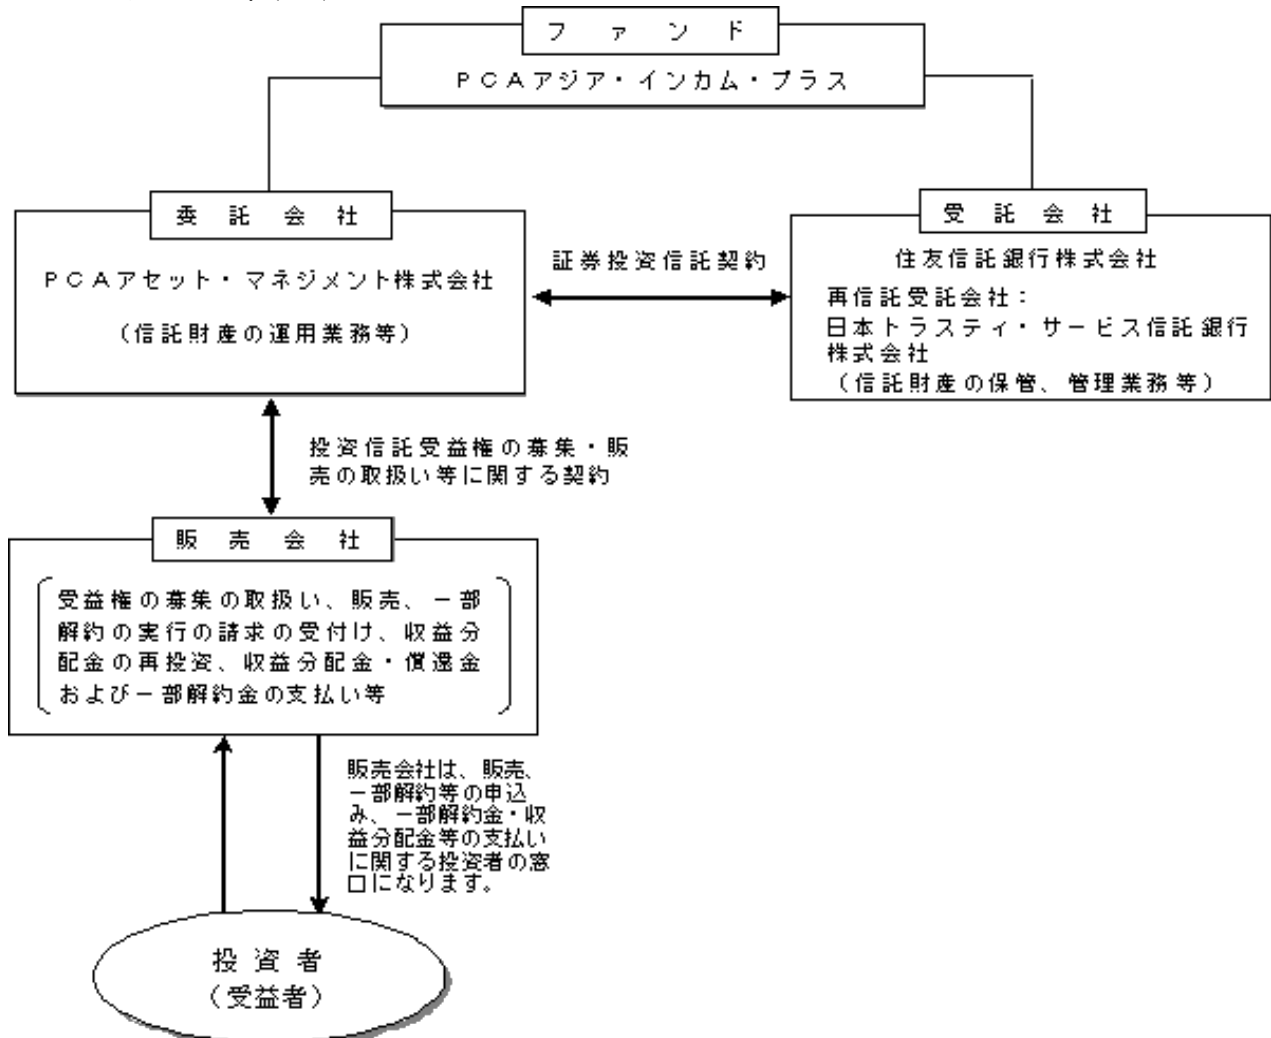 ファンド
PCAアジア・インカム・プラス
委託会社
PCAアセット・マネジメント株式会社
(信託財産の運用業務等)
証券投資信託契約
受託会社
住友信託銀行株式会社
再信託受託会社:
日本トラスティ・サービス信託銀行
株式会社
(信託財産の保管、管理業務等)
投資信託受益権の募集・販
売の取扱い等に関する契約
販売会社
受益権の募集の取扱い、販売、一部
解約の実行の請求の受付け、収益分
配金の再投資、収益分配金・償還金
および一部解約金の支払い等
販売会社は、販売、
一部解約等の申込
み、一部解約金・収
益分配金等の支払い
に関する投資者の窓
口になります。
投資者
(受益者)